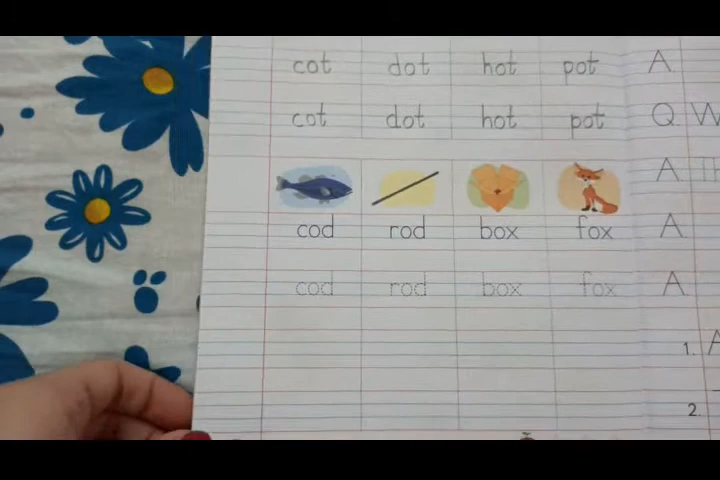 cot dot hot pot A
cot dot hot pot Q. W
A
cod rod box fox A.
cod rod box fox A.
1. A
2.